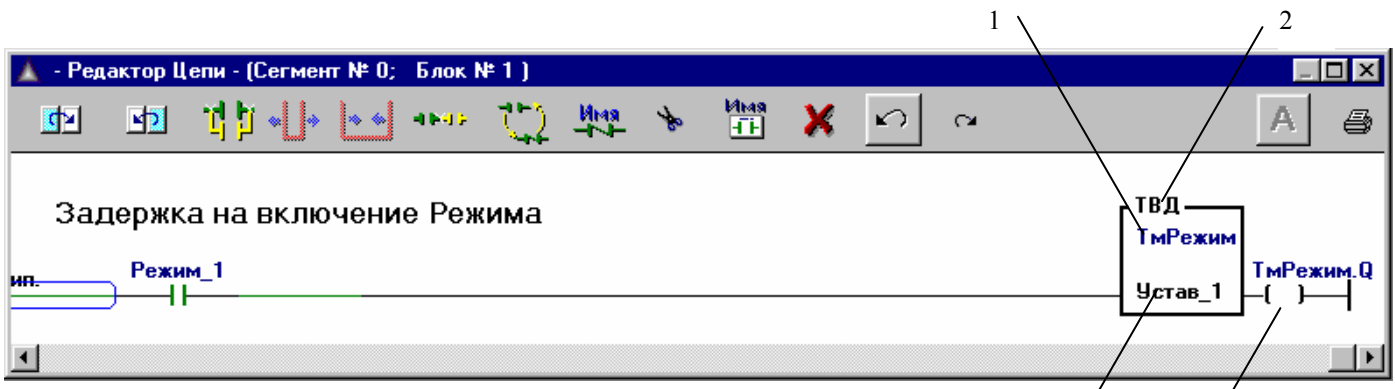 1 2
- Редактор Цепи - (Сегмент № 0; Блок № 1 )
Имя Имя A
Задержка на включение Режима
ТВД
ТмРежим
ип. Режим_1 ТмРежим.Q
Устав_1 ( )